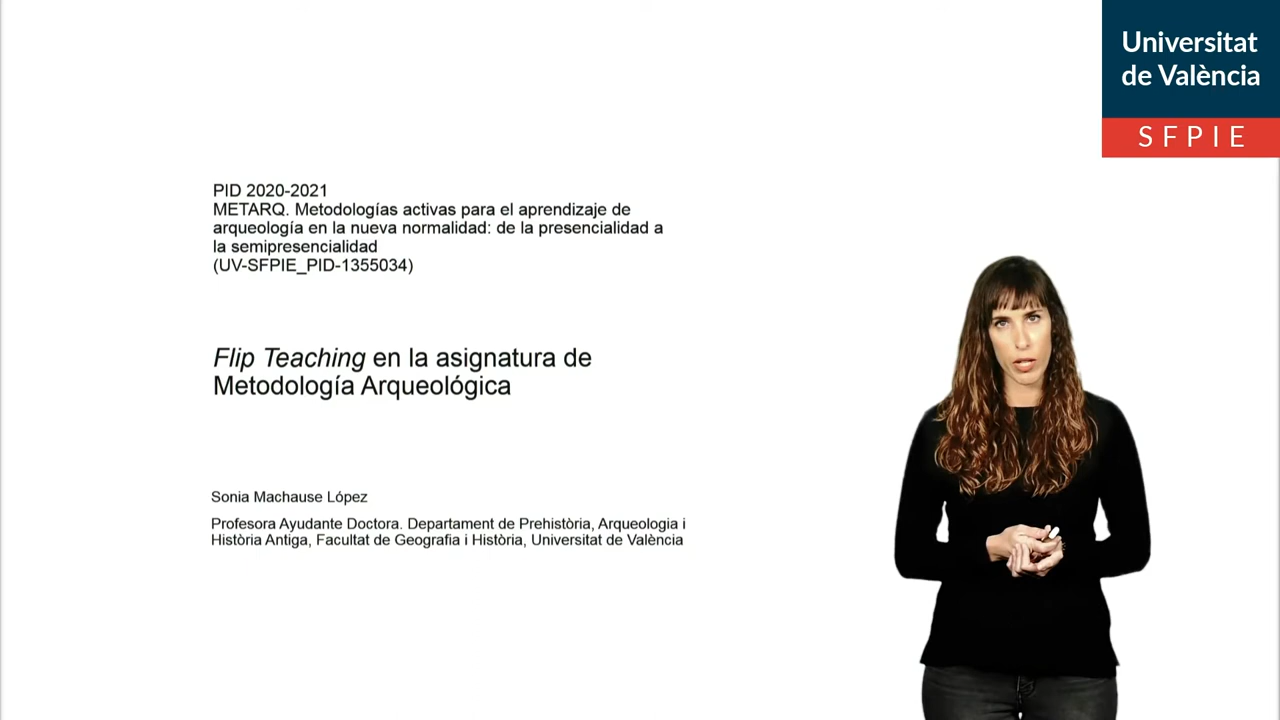 Universitat
de València
SFPIE
PID 2020-2021
METARQ. Metodologías activas para el aprendizaje de
arqueología en la nueva normalidad: de la presencialidad a
la semipresencialidad
(UV-SFPIE_PID-1355034)
Flip Teaching en la asignatura de
Metodología Arqueológica
Sonia Machause López
Profesora Ayudante Doctora. Departament de Prehistòria, Arqueologia i
Història Antiga, Facultat de Geografia i Història, Universitat de València